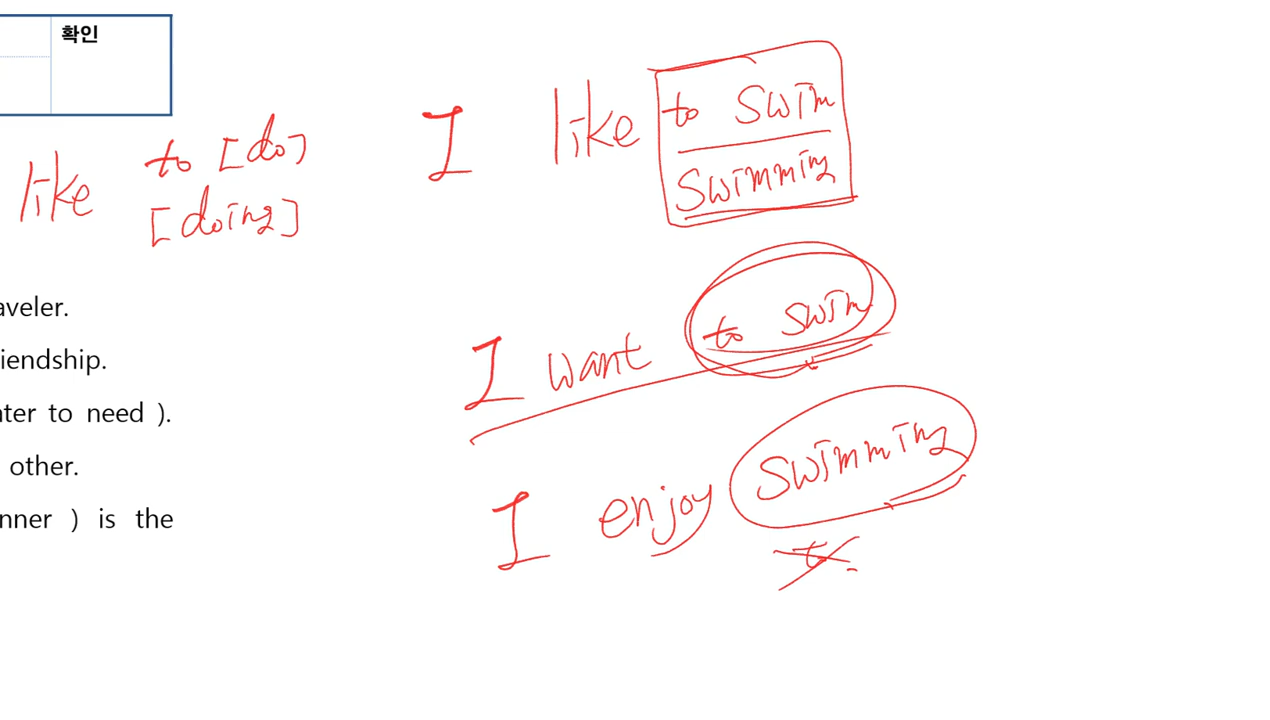 확인
I like to swim
swimming
like to [do]
[doing]
I want to swim
I enjoy swimming
to
aveler.
iendship.
nter to need ).
other.
nner ) is the